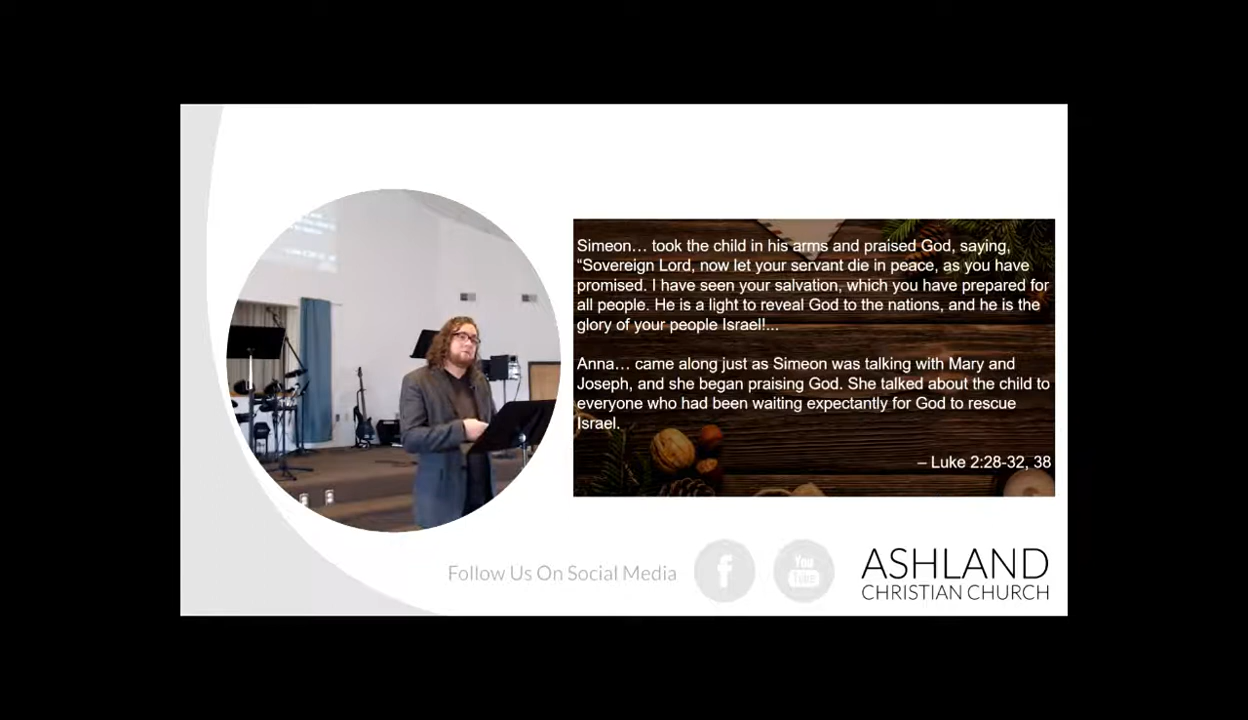 Simeon… took the child in his arms and praised God, saying,
“Sovereign Lord, now let your servant die in peace, as you have
promised. I have seen your salvation, which you have prepared for
all people. He is a light to reveal God to the nations, and he is the
glory of your people Israel!...
Anna… came along just as Simeon was talking with Mary and
Joseph, and she began praising God. She talked about the child to
everyone who had been waiting expectantly for God to rescue
Israel.
– Luke 2:28-32, 38
Follow Us On Social Media
f
You
Tube
ASHLAND
CHRISTIAN CHURCH